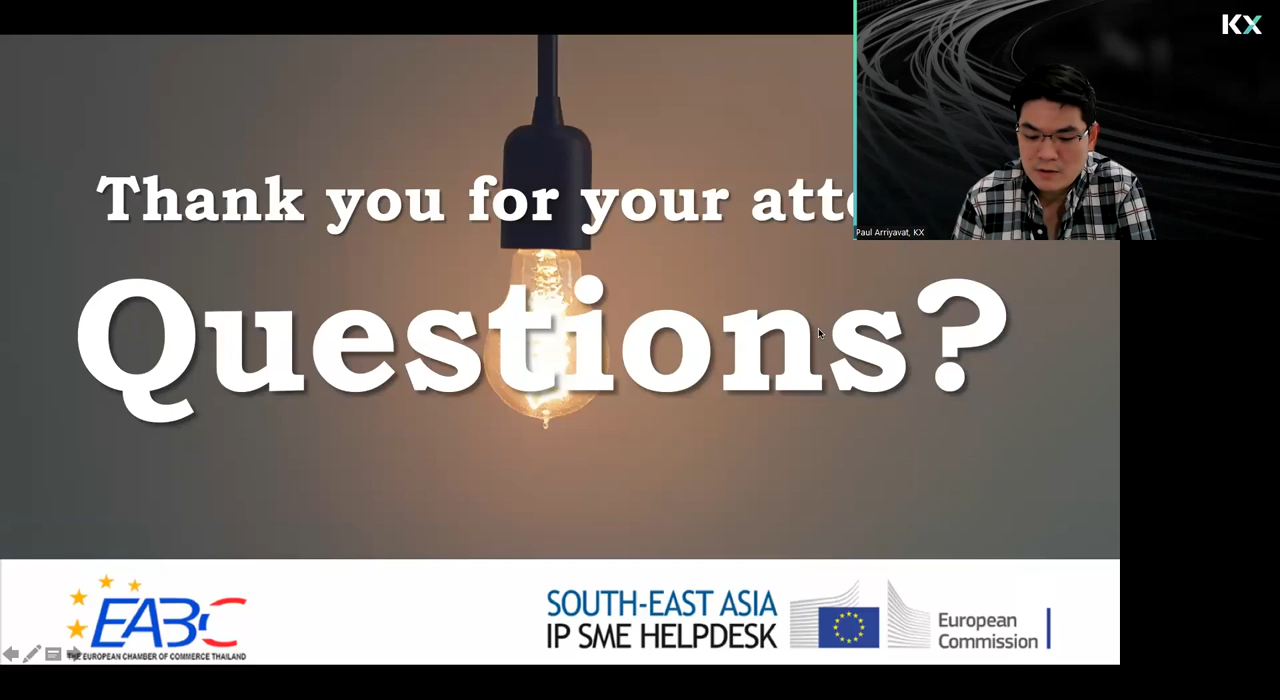 KX
Paul Arriyavat, KX
Thank you for your atte
Questions?
EABC
THE EUROPEAN CHAMBER OF COMMERCE THAILAND
SOUTH-EAST ASIA
IP SME HELPDESK
European
Commission